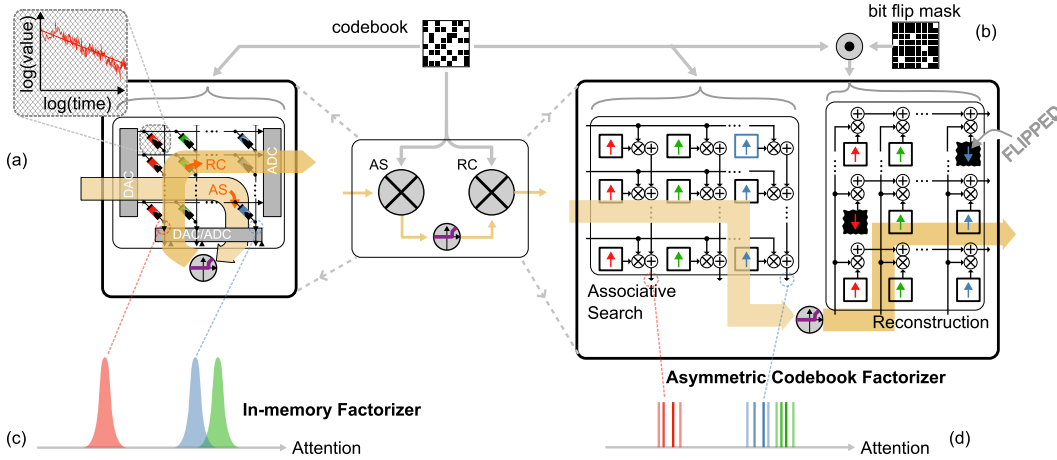 codebook
bit flip mask
(b)
log(value)
log(time)
(a)
DAC
RC
AS
ADC
DAC/ADC
AS
RC
FLIPPED
Associative
Search
Reconstruction
Asymmetric Codebook Factorizer
In-memory Factorizer
(c)
Attention
Attention
(d)